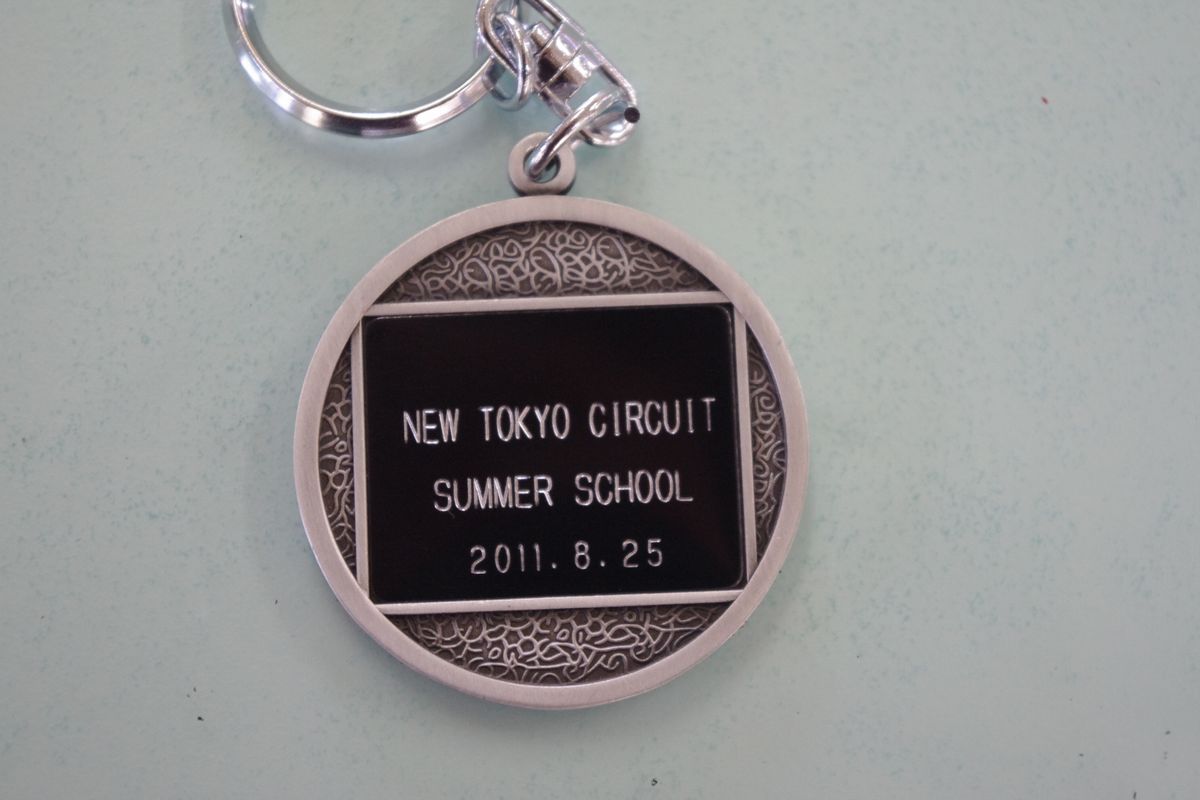 NEW TOKYO CIRCUIT
SUMMER SCHOOL
2011.8.25